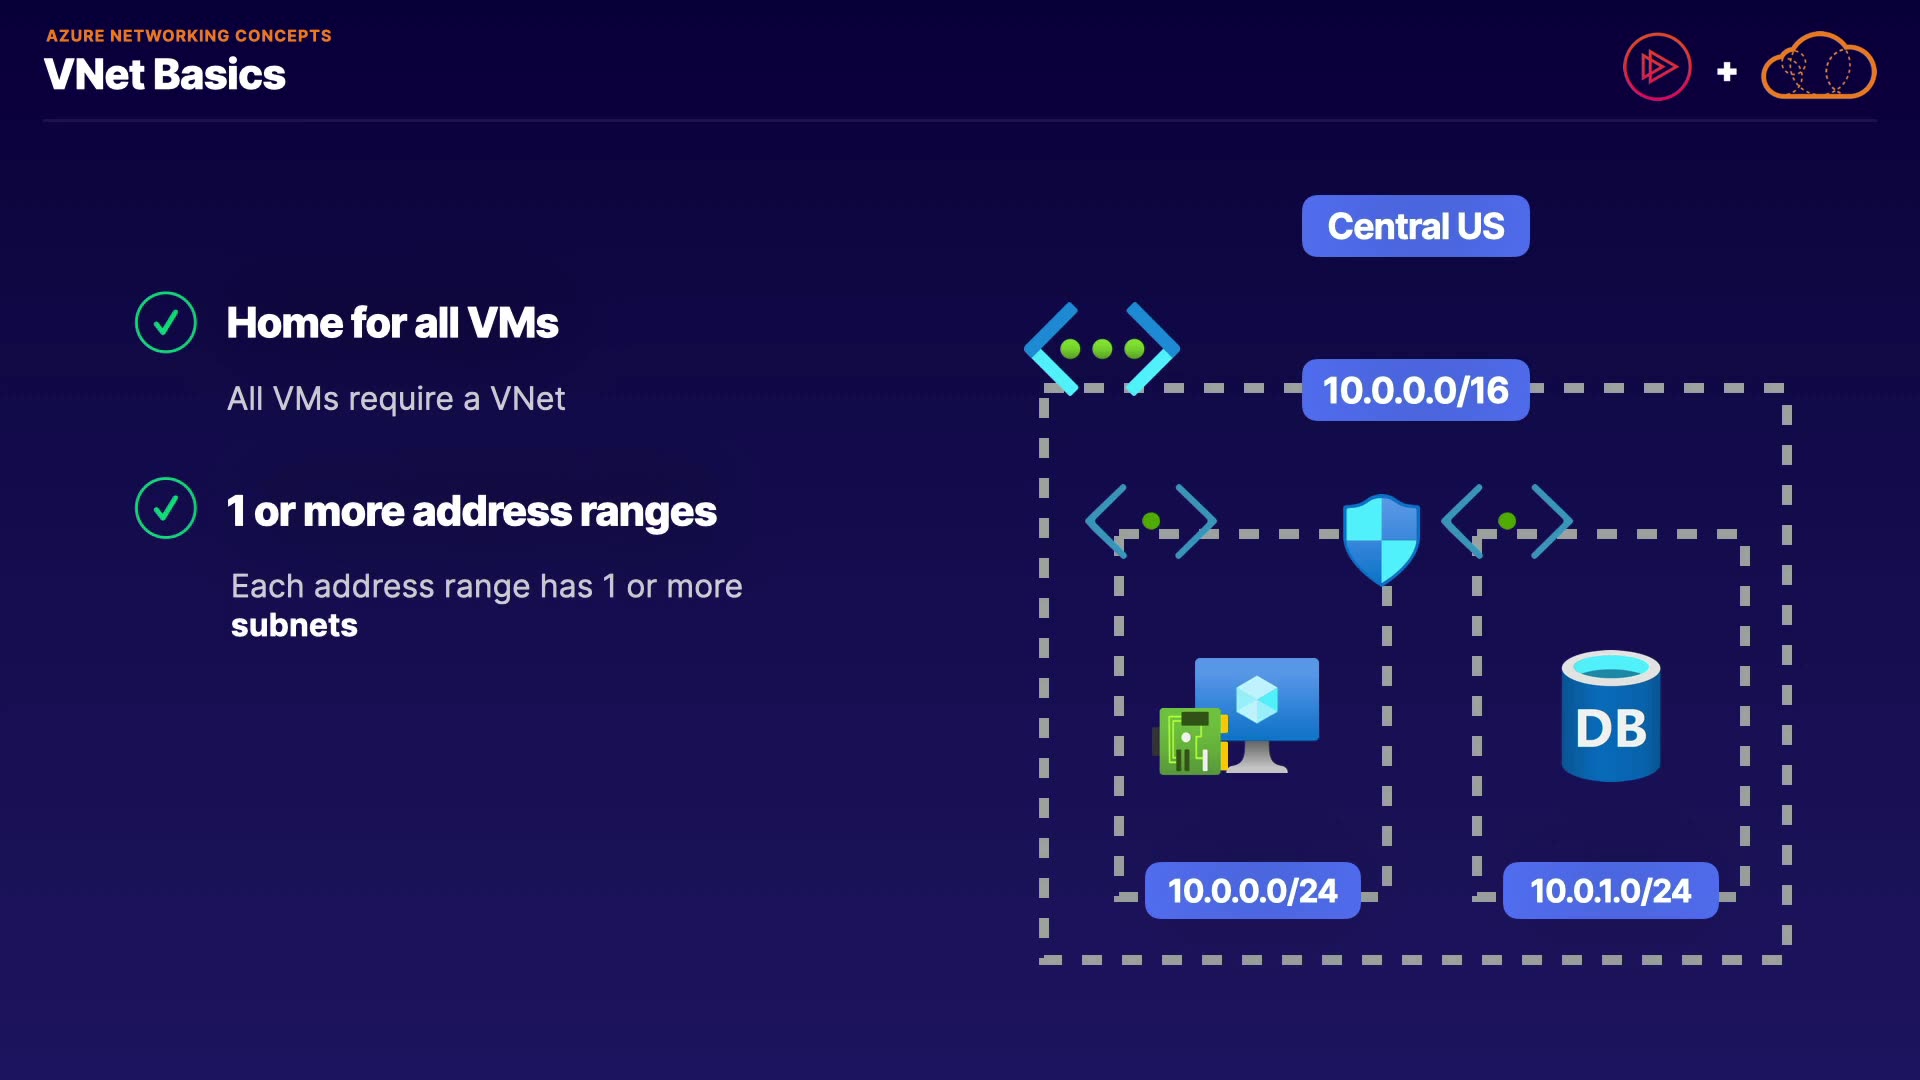 AZURE NETWORKING CONCEPTS
VNet Basics
Home for all VMs
All VMs require a VNet
1 or more address ranges
Each address range has 1 or more
subnets
Central US
10.0.0.0/16
DB
10.0.0.0/24
10.0.1.0/24